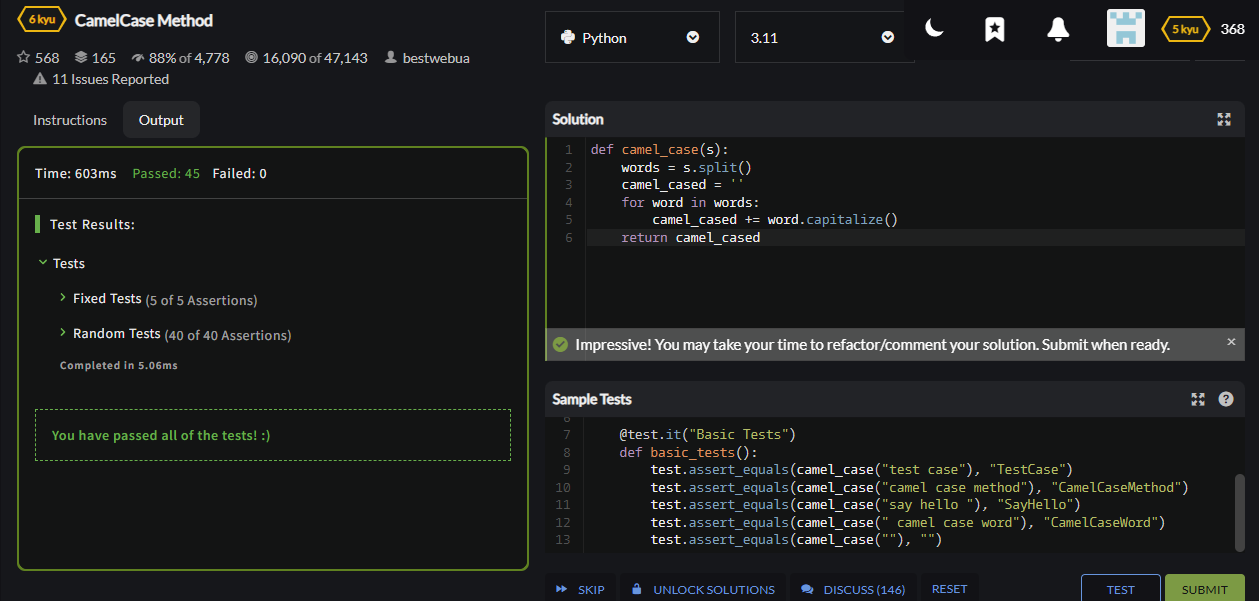 6 kyu CamelCase Method
568 165 88% of 4,778 16,090 of 47,143 bestwebua
11 Issues Reported
Python
3.11
5 kyu 368
Instructions Output
Time: 603ms Passed: 45 Failed: 0
Test Results:
Tests
Fixed Tests (5 of 5 Assertions)
Random Tests (40 of 40 Assertions)
Completed in 5.06ms
You have passed all of the tests! :)
Solution
1 def camel_case(s):
2 words = s.split()
3 camel_cased = ''
4 for word in words:
5 camel_cased += word.capitalize()
6 return camel_cased
Impressive! You may take your time to refactor/comment your solution. Submit when ready.
Sample Tests
6
7 @test.it("Basic Tests")
8 def basic_tests():
9 test.assert_equals(camel_case("test case"), "TestCase")
10 test.assert_equals(camel_case("camel case method"), "CamelCaseMethod")
11 test.assert_equals(camel_case("say hello "), "SayHello")
12 test.assert_equals(camel_case(" camel case word"), "CamelCaseWord")
13 test.assert_equals(camel_case(""), "")
SKIP UNLOCK SOLUTIONS DISCUSS (146) RESET TEST SUBMIT